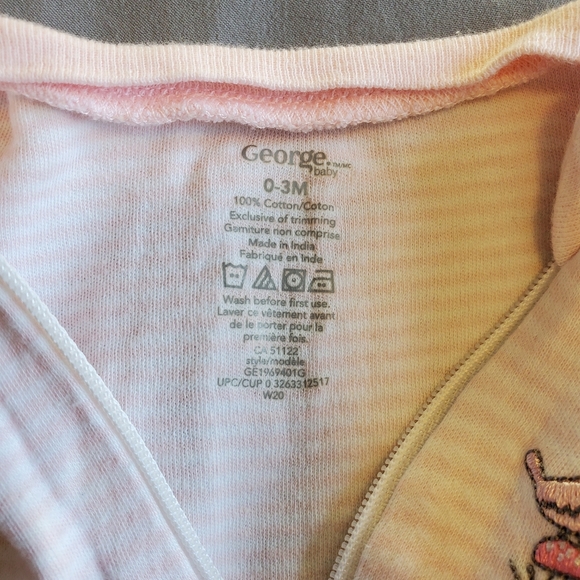 George. TM/MC
baby
0-3M
100% Cotton/Coton
Exclusive of trimming
Garniture non comprise
Made in India
Fabriqué en Inde
Wash before first use.
Laver ce vêtement avant
de le porter pour la
première fois.
CA 51122
style/modèle
GE1969401G
UPC/CUP 0 3263312517
W20